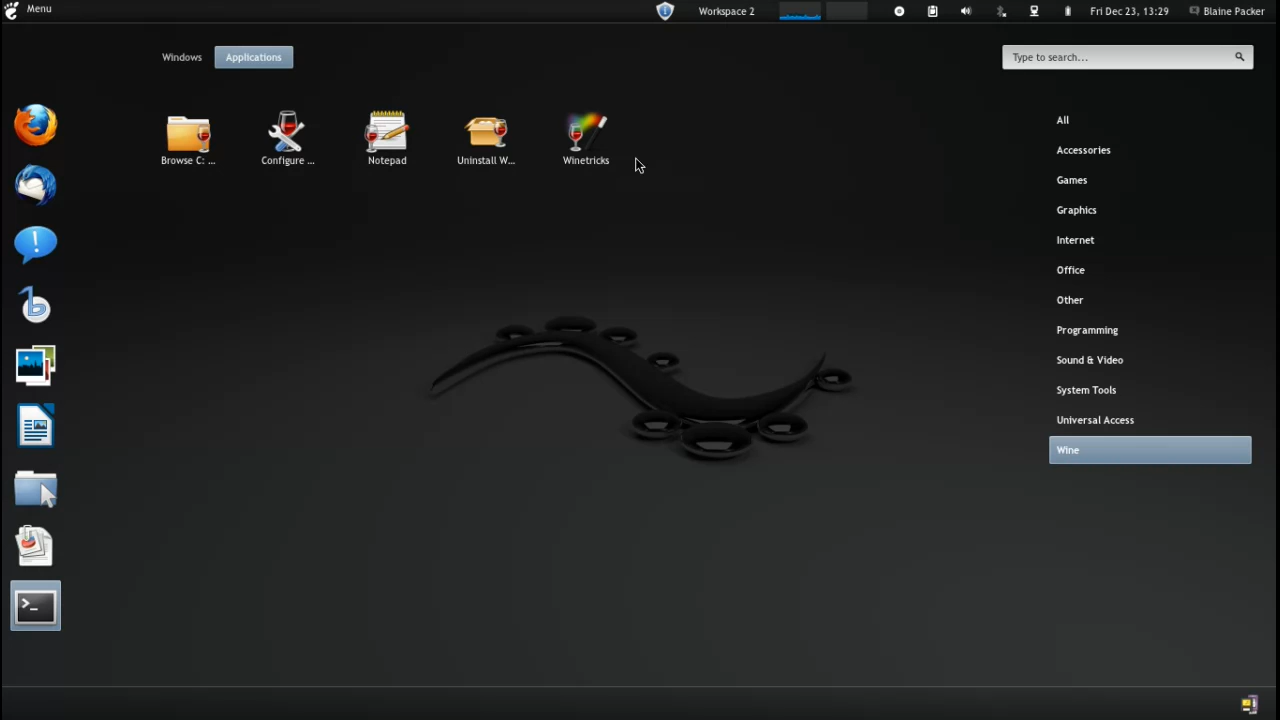 Menu
Workspace 2
Fri Dec 23, 13:29
Blaine Packer
Windows
Applications
Type to search...
Browse C: ...
Configure ...
Notepad
Uninstall W...
Winetricks
All
Accessories
Games
Graphics
Internet
Office
Other
Programming
Sound & Video
System Tools
Universal Access
Wine